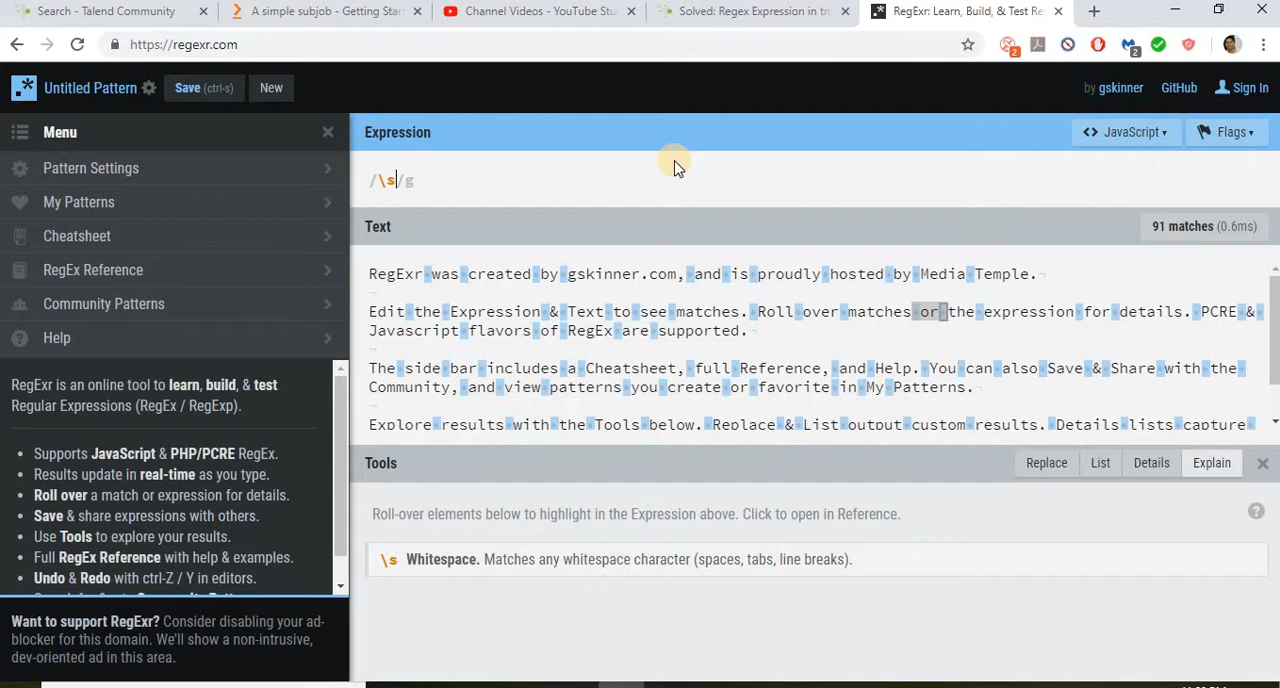 Search - Talend Community
A simple subjob - Getting Star
Channel Videos - YouTube Stu
Solved: Regex Expression in tm
RegExr: Learn, Build, & Test Re
https://regexr.com
2
2
Untitled Pattern
Save (ctrl-s)
New
by gskinner
GitHub
Sign In
Menu
Pattern Settings
My Patterns
Cheatsheet
RegEx Reference
Community Patterns
Help
RegExr is an online tool to learn, build, & test
Regular Expressions (RegEx / RegExp).
• Supports JavaScript & PHP/PCRE RegEx.
• Results update in real-time as you type.
• Roll over a match or expression for details.
• Save & share expressions with others.
• Use Tools to explore your results.
• Full RegEx Reference with help & examples.
• Undo & Redo with ctrl-Z / Y in editors.
Want to support RegExr? Consider disabling your ad-
blocker for this domain. We'll show a non-intrusive,
dev-oriented ad in this area.
Expression
<> JavaScript
Flags
/\s/g
Text
91 matches (0.6ms)
RegExr was created by gskinner.com, and is proudly hosted by Media Temple.
Edit the Expression & Text to see matches. Roll over matches or the expression for details. PCRE &
Javascript flavors of RegEx are supported.
The side bar includes a Cheatsheet, full Reference, and Help. You can also Save & Share with the
Community, and view patterns you create or favorite in My Patterns.
Explore results with the Tools below. Replace & List output custom results. Details lists capture
Tools
Replace
List
Details
Explain
Roll-over elements below to highlight in the Expression above. Click to open in Reference.
\s Whitespace. Matches any whitespace character (spaces, tabs, line breaks).